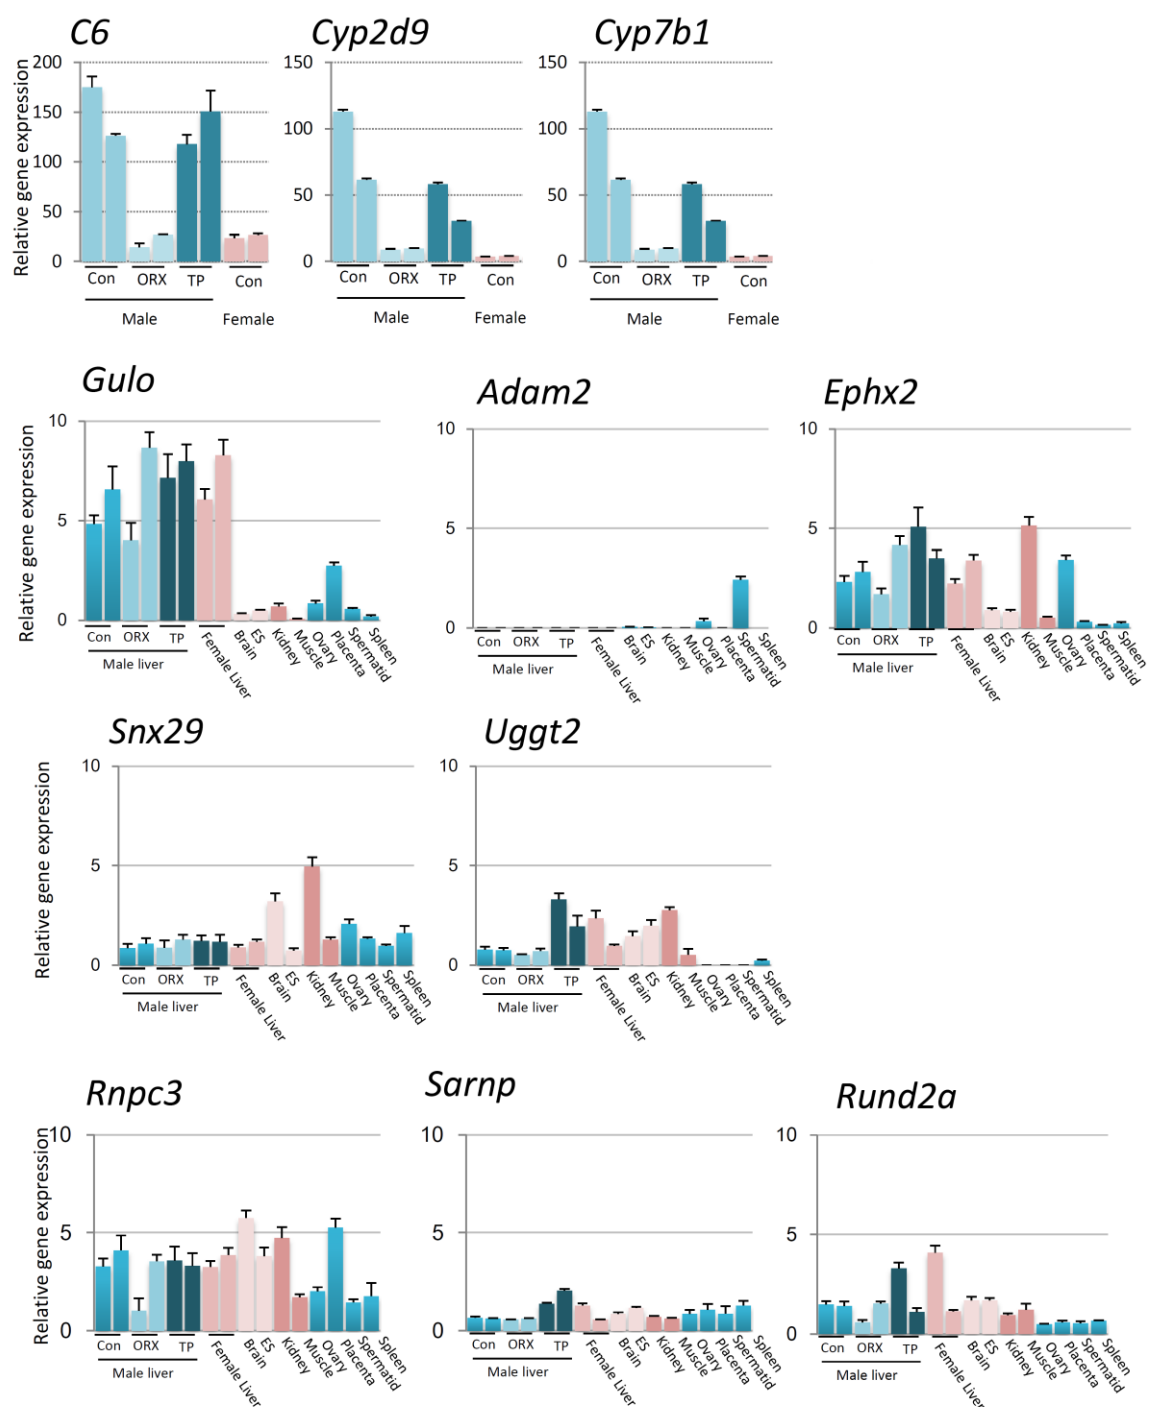 C6 Cyp2d9 Cyp7b1
Relative gene expression
200 150 150
150 100 100
100 50 50
50
0 0 0
Con ORX TP Con Con ORX TP Con Con ORX TP Con
Male Female Male Female Male Female
Gulo Adam2 Ephx2
Relative gene expression
10 10 10
5 5 5
0 0 0
Con ORX TP Female Liver Brain ES Kidney Muscle Ovary Placenta Spermatid Spleen
Male liver
Con ORX TP Female Liver Brain ES Kidney Muscle Ovary Placenta Spermatid Spleen
Male liver
Con ORX TP Female Liver Brain ES Kidney Muscle Ovary Placenta Spermatid Spleen
Male liver
Snx29 Uggt2
Relative gene expression
10 10
5 5
0 0
Con ORX TP Female Liver Brain ES Kidney Muscle Ovary Placenta Spermatid Spleen
Male liver
Con ORX TP Female Liver Brain ES Kidney Muscle Ovary Placenta Spermatid Spleen
Male liver
Rnpc3 Sarnp Rund2a
Relative gene expression
10 10 10
5 5 5
0 0 0
Con ORX TP Female Liver Brain ES Kidney Muscle Ovary Placenta Spermatid Spleen
Male liver
Con ORX TP Female Liver Brain ES Kidney Muscle Ovary Placenta Spermatid Spleen
Male liver
Con ORX TP Female Liver Brain ES Kidney Muscle Ovary Placenta Spermatid Spleen
Male liver